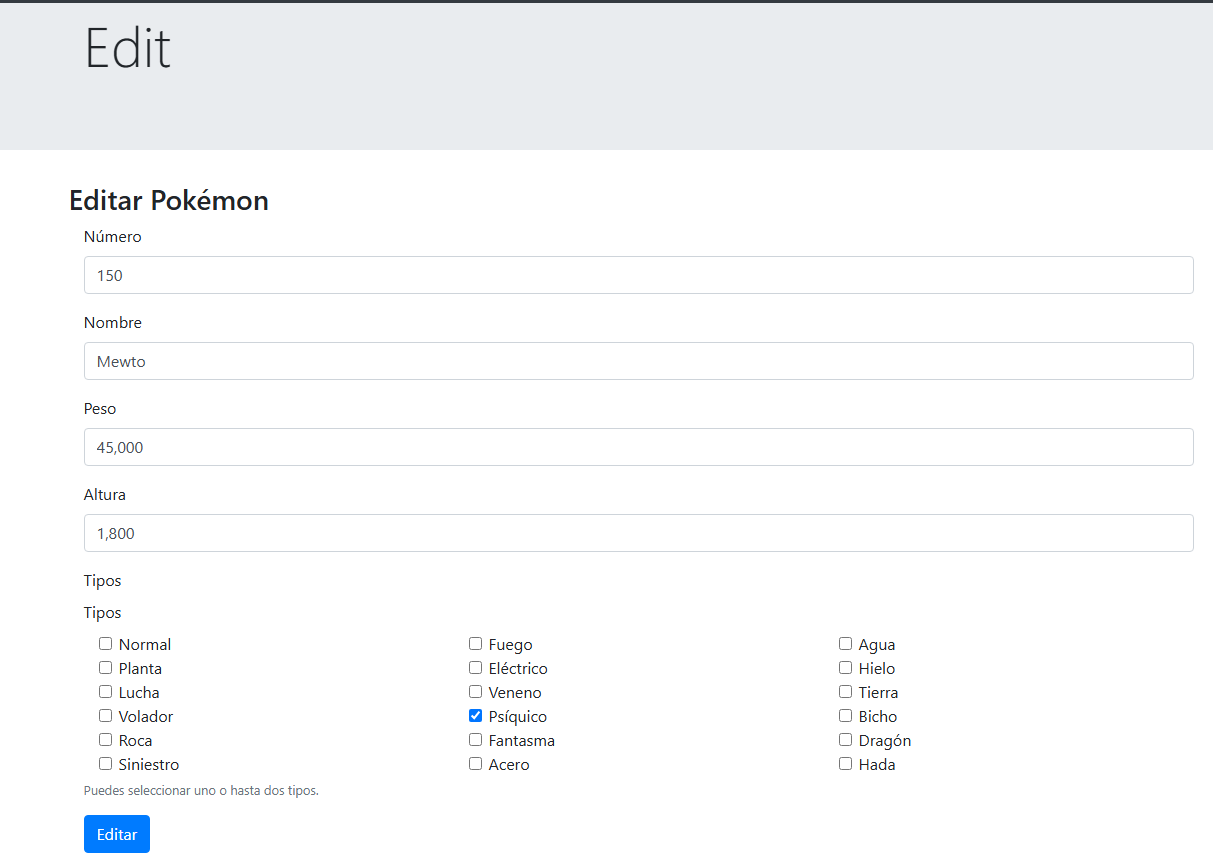 Edit
Editar Pokémon
Número
150
Nombre
Mewto
Peso
45,000
Altura
1,800
Tipos
Tipos
Normal Fuego Agua
Planta Eléctrico Hielo
Lucha Veneno Tierra
Volador Psíquico Bicho
Roca Fantasma Dragón
Siniestro Acero Hada
Puedes seleccionar uno o hasta dos tipos.
Editar